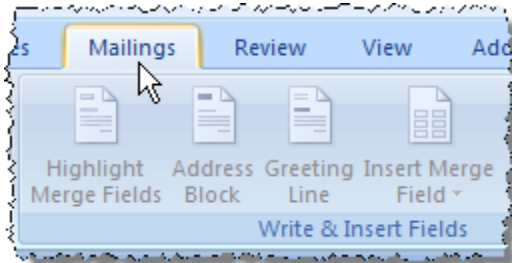 es Mailings Review View Add
Highlight Address Greeting Insert Merge
Merge Fields Block Line Field
Write & Insert Fields